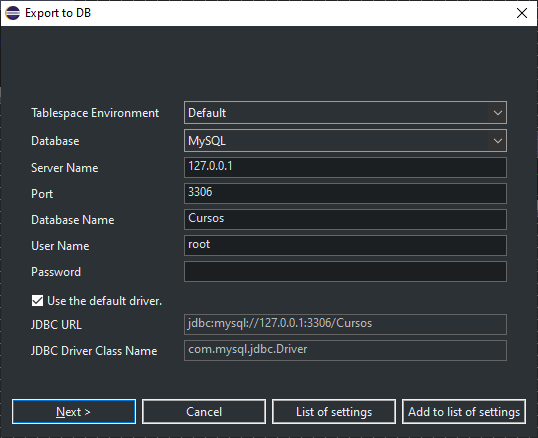 Export to DB
Tablespace Environment Default
Database MySQL
Server Name 127.0.0.1
Port 3306
Database Name Cursos
User Name root
Password
Use the default driver.
JDBC URL jdbc:mysql://127.0.0.1:3306/Cursos
JDBC Driver Class Name com.mysql.jdbc.Driver
Next > Cancel List of settings Add to list of settings